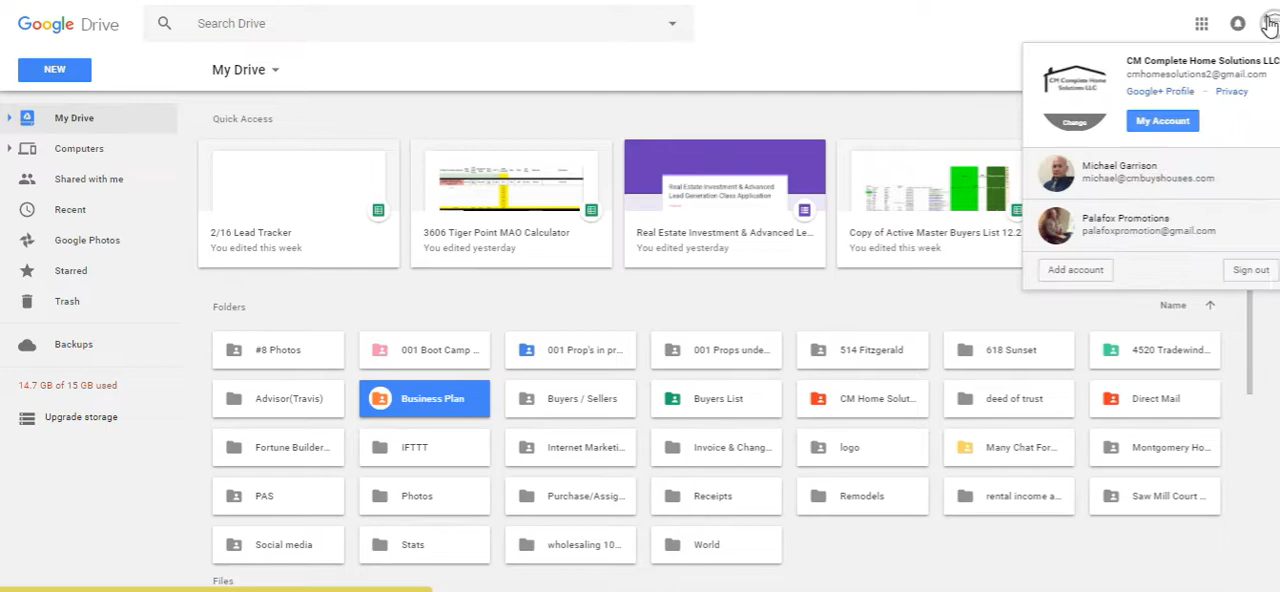 Google Drive
Search Drive
NEW
My Drive
CM Complete Home Solutions LLC
CM Complete Home
Solutions LLC
cmhomesolutions2@gmail.com
Google+ Profile - Privacy
Change
My Account
Michael Garrison
michael@cmbuyshouses.com
Palafox Promotions
palafoxpromotion@gmail.com
Add account
Sign out
My Drive
Computers
Shared with me
Recent
Google Photos
Starred
Trash
Backups
14.7 GB of 15 GB used
Upgrade storage
Quick Access
2/16 Lead Tracker
You edited this week
3606 Tiger Point MAO Calculator
You edited yesterday
Real Estate Investment & Advanced
Lead Generation Class Application
Real Estate Investment & Advanced Le...
You edited yesterday
Copy of Active Master Buyers List 12.2
You edited this week
Folders
Name
#8 Photos
001 Boot Camp ...
001 Prop's in pr...
001 Props unde...
514 Fitzgerald
618 Sunset
4520 Tradewind...
Advisor(Travis)
Business Plan
Buyers / Sellers
Buyers List
CM Home Solut...
deed of trust
Direct Mail
Fortune Builder...
IFTTT
Internet Marketi...
Invoice & Chang...
logo
Many Chat For...
Montgomery Ho...
PAS
Photos
Purchase/Assig...
Receipts
Remodels
rental income a...
Saw Mill Court ...
Social media
Stats
wholesaling 10...
World
Files